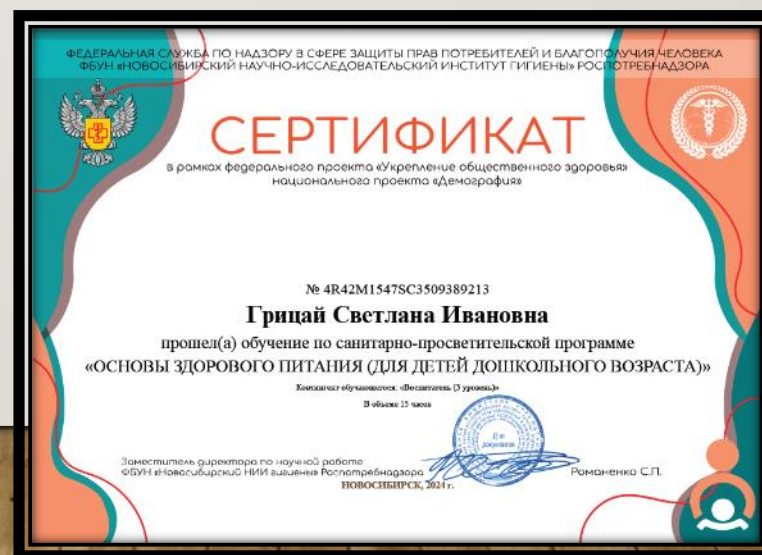 ФЕДЕРАЛЬНАЯ СЛУЖБА ПО НАДЗОРУ В СФЕРЕ ЗАЩИТЫ ПРАВ ПОТРЕБИТЕЛЕЙ И БЛАГОПОЛУЧИЯ ЧЕЛОВЕКА
ФБУН «НОВОСИБИРСКИЙ НАУЧНО-ИССЛЕДОВАТЕЛЬСКИЙ ИНСТИТУТ ГИГИЕНЫ» РОСПОТРЕБНАДЗОРА
СЕРТИФИКАТ
в рамках федерального проекта «Укрепление общественного здоровья»
национального проекта «Демография»
№ 4R42M1547SC3509389213
Грицай Светлана Ивановна
прошел(а) обучение по санитарно-просветительской программе
«ОСНОВЫ ЗДОРОВОГО ПИТАНИЯ (ДЛЯ ДЕТЕЙ ДОШКОЛЬНОГО ВОЗРАСТА)»
Контингент обучающегося: «Воспитатель (3 уровень)»
В объеме 15 часов
Для
документов
Заместитель директора по научной работе
ФБУН «Новосибирский НИИ гигиены» Роспотребнадзора
Романенко С.П.
НОВОСИБИРСК, 2024 г.